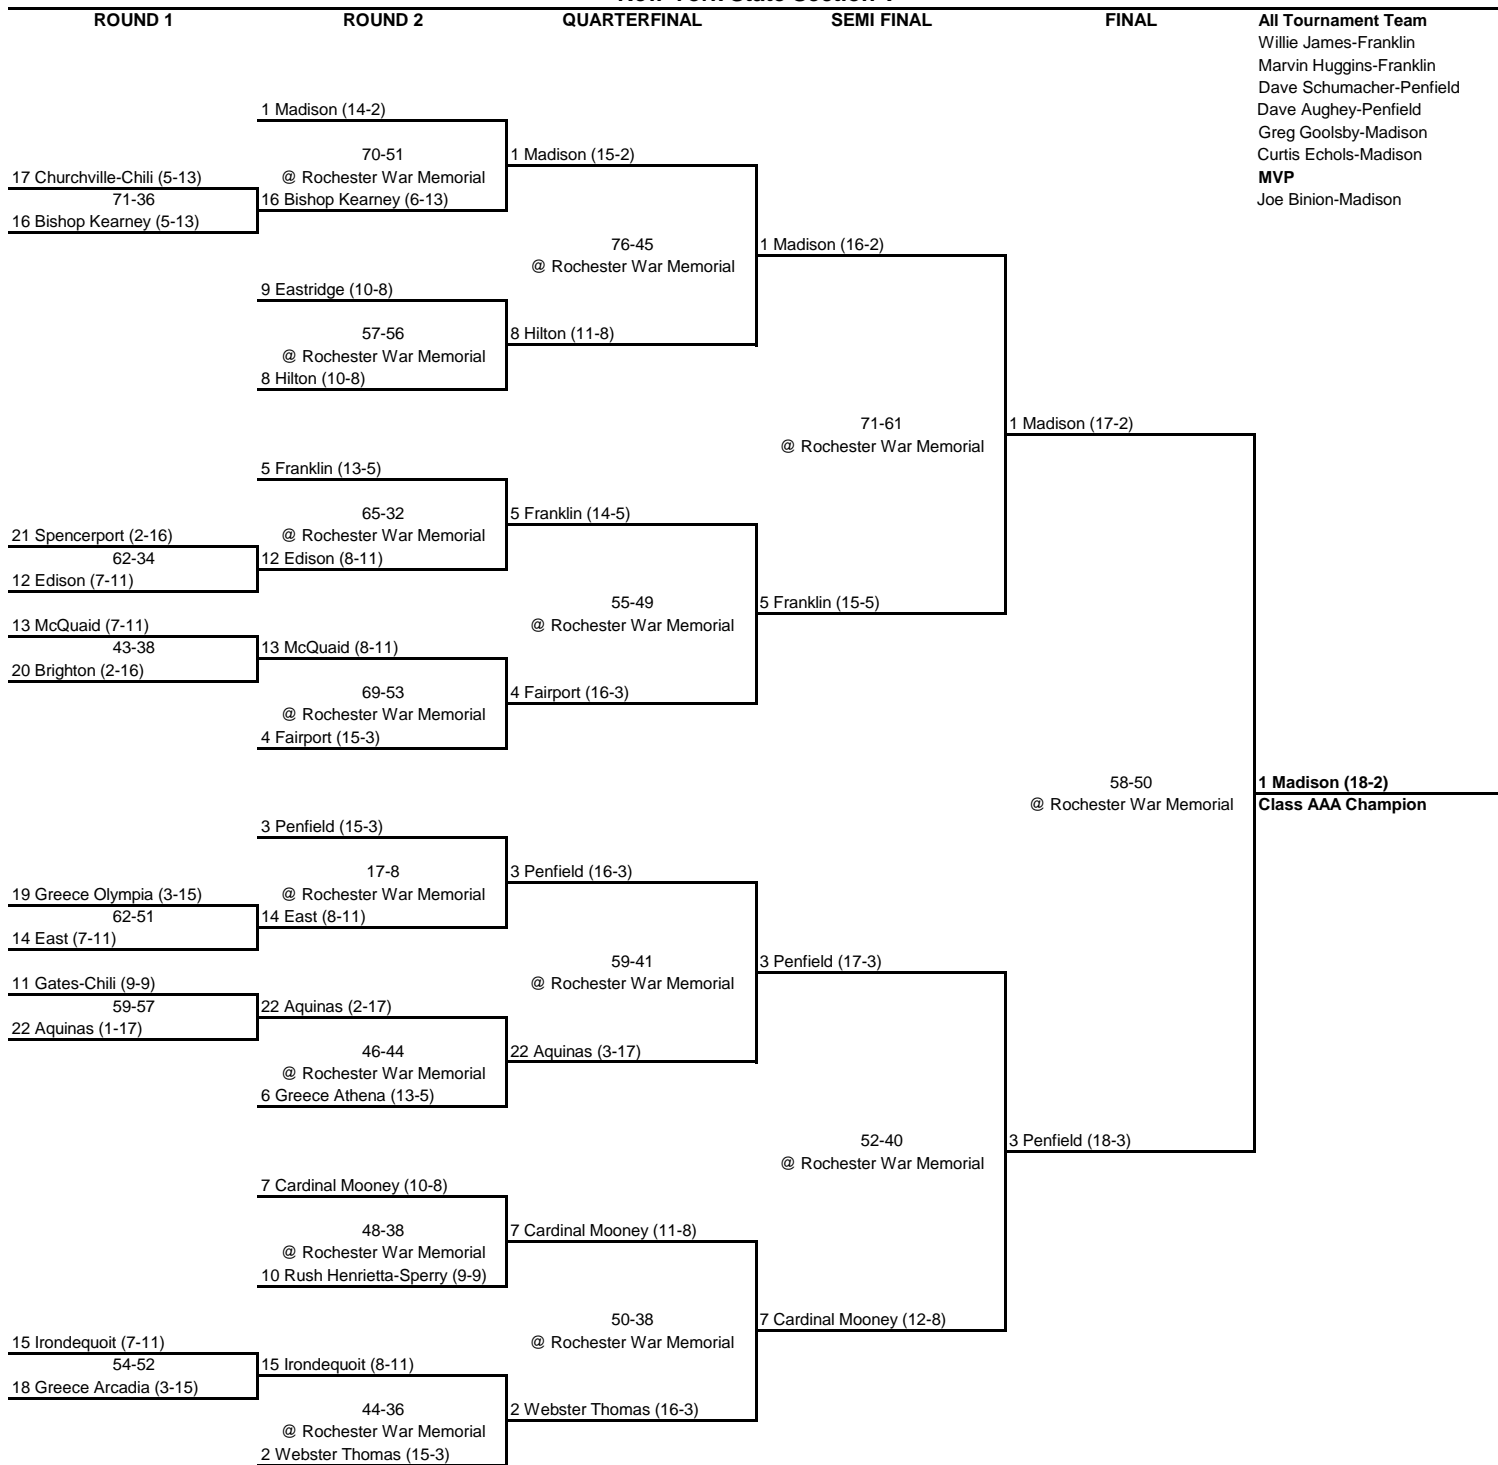 ROUND 1
ROUND 2
QUARTERFINAL
SEMI FINAL
FINAL
All Tournament Team
Willie James-Franklin
Marvin Huggins-Franklin
Dave Schumacher-Penfield
Dave Aughey-Penfield
Greg Goolsby-Madison
Curtis Echols-Madison
MVP
Joe Binion-Madison
1 Madison (14-2)
70-51
@ Rochester War Memorial
1 Madison (15-2)
17 Churchville-Chili (5-13)
71-36
16 Bishop Kearney (5-13)
16 Bishop Kearney (6-13)
76-45
@ Rochester War Memorial
1 Madison (16-2)
9 Eastridge (10-8)
57-56
@ Rochester War Memorial
8 Hilton (10-8)
8 Hilton (11-8)
71-61
@ Rochester War Memorial
1 Madison (17-2)
5 Franklin (13-5)
65-32
@ Rochester War Memorial
5 Franklin (14-5)
21 Spencerport (2-16)
62-34
12 Edison (7-11)
12 Edison (8-11)
55-49
@ Rochester War Memorial
5 Franklin (15-5)
13 McQuaid (7-11)
43-38
20 Brighton (2-16)
13 McQuaid (8-11)
69-53
@ Rochester War Memorial
4 Fairport (15-3)
4 Fairport (16-3)
58-50
@ Rochester War Memorial
1 Madison (18-2)
Class AAA Champion
3 Penfield (15-3)
17-8
@ Rochester War Memorial
3 Penfield (16-3)
19 Greece Olympia (3-15)
62-51
14 East (7-11)
14 East (8-11)
59-41
@ Rochester War Memorial
3 Penfield (17-3)
11 Gates-Chili (9-9)
59-57
22 Aquinas (1-17)
22 Aquinas (2-17)
46-44
@ Rochester War Memorial
6 Greece Athena (13-5)
22 Aquinas (3-17)
52-40
@ Rochester War Memorial
3 Penfield (18-3)
7 Cardinal Mooney (10-8)
48-38
@ Rochester War Memorial
10 Rush Henrietta-Sperry (9-9)
7 Cardinal Mooney (11-8)
50-38
@ Rochester War Memorial
7 Cardinal Mooney (12-8)
15 Irondequoit (7-11)
54-52
18 Greece Arcadia (3-15)
15 Irondequoit (8-11)
44-36
@ Rochester War Memorial
2 Webster Thomas (15-3)
2 Webster Thomas (16-3)